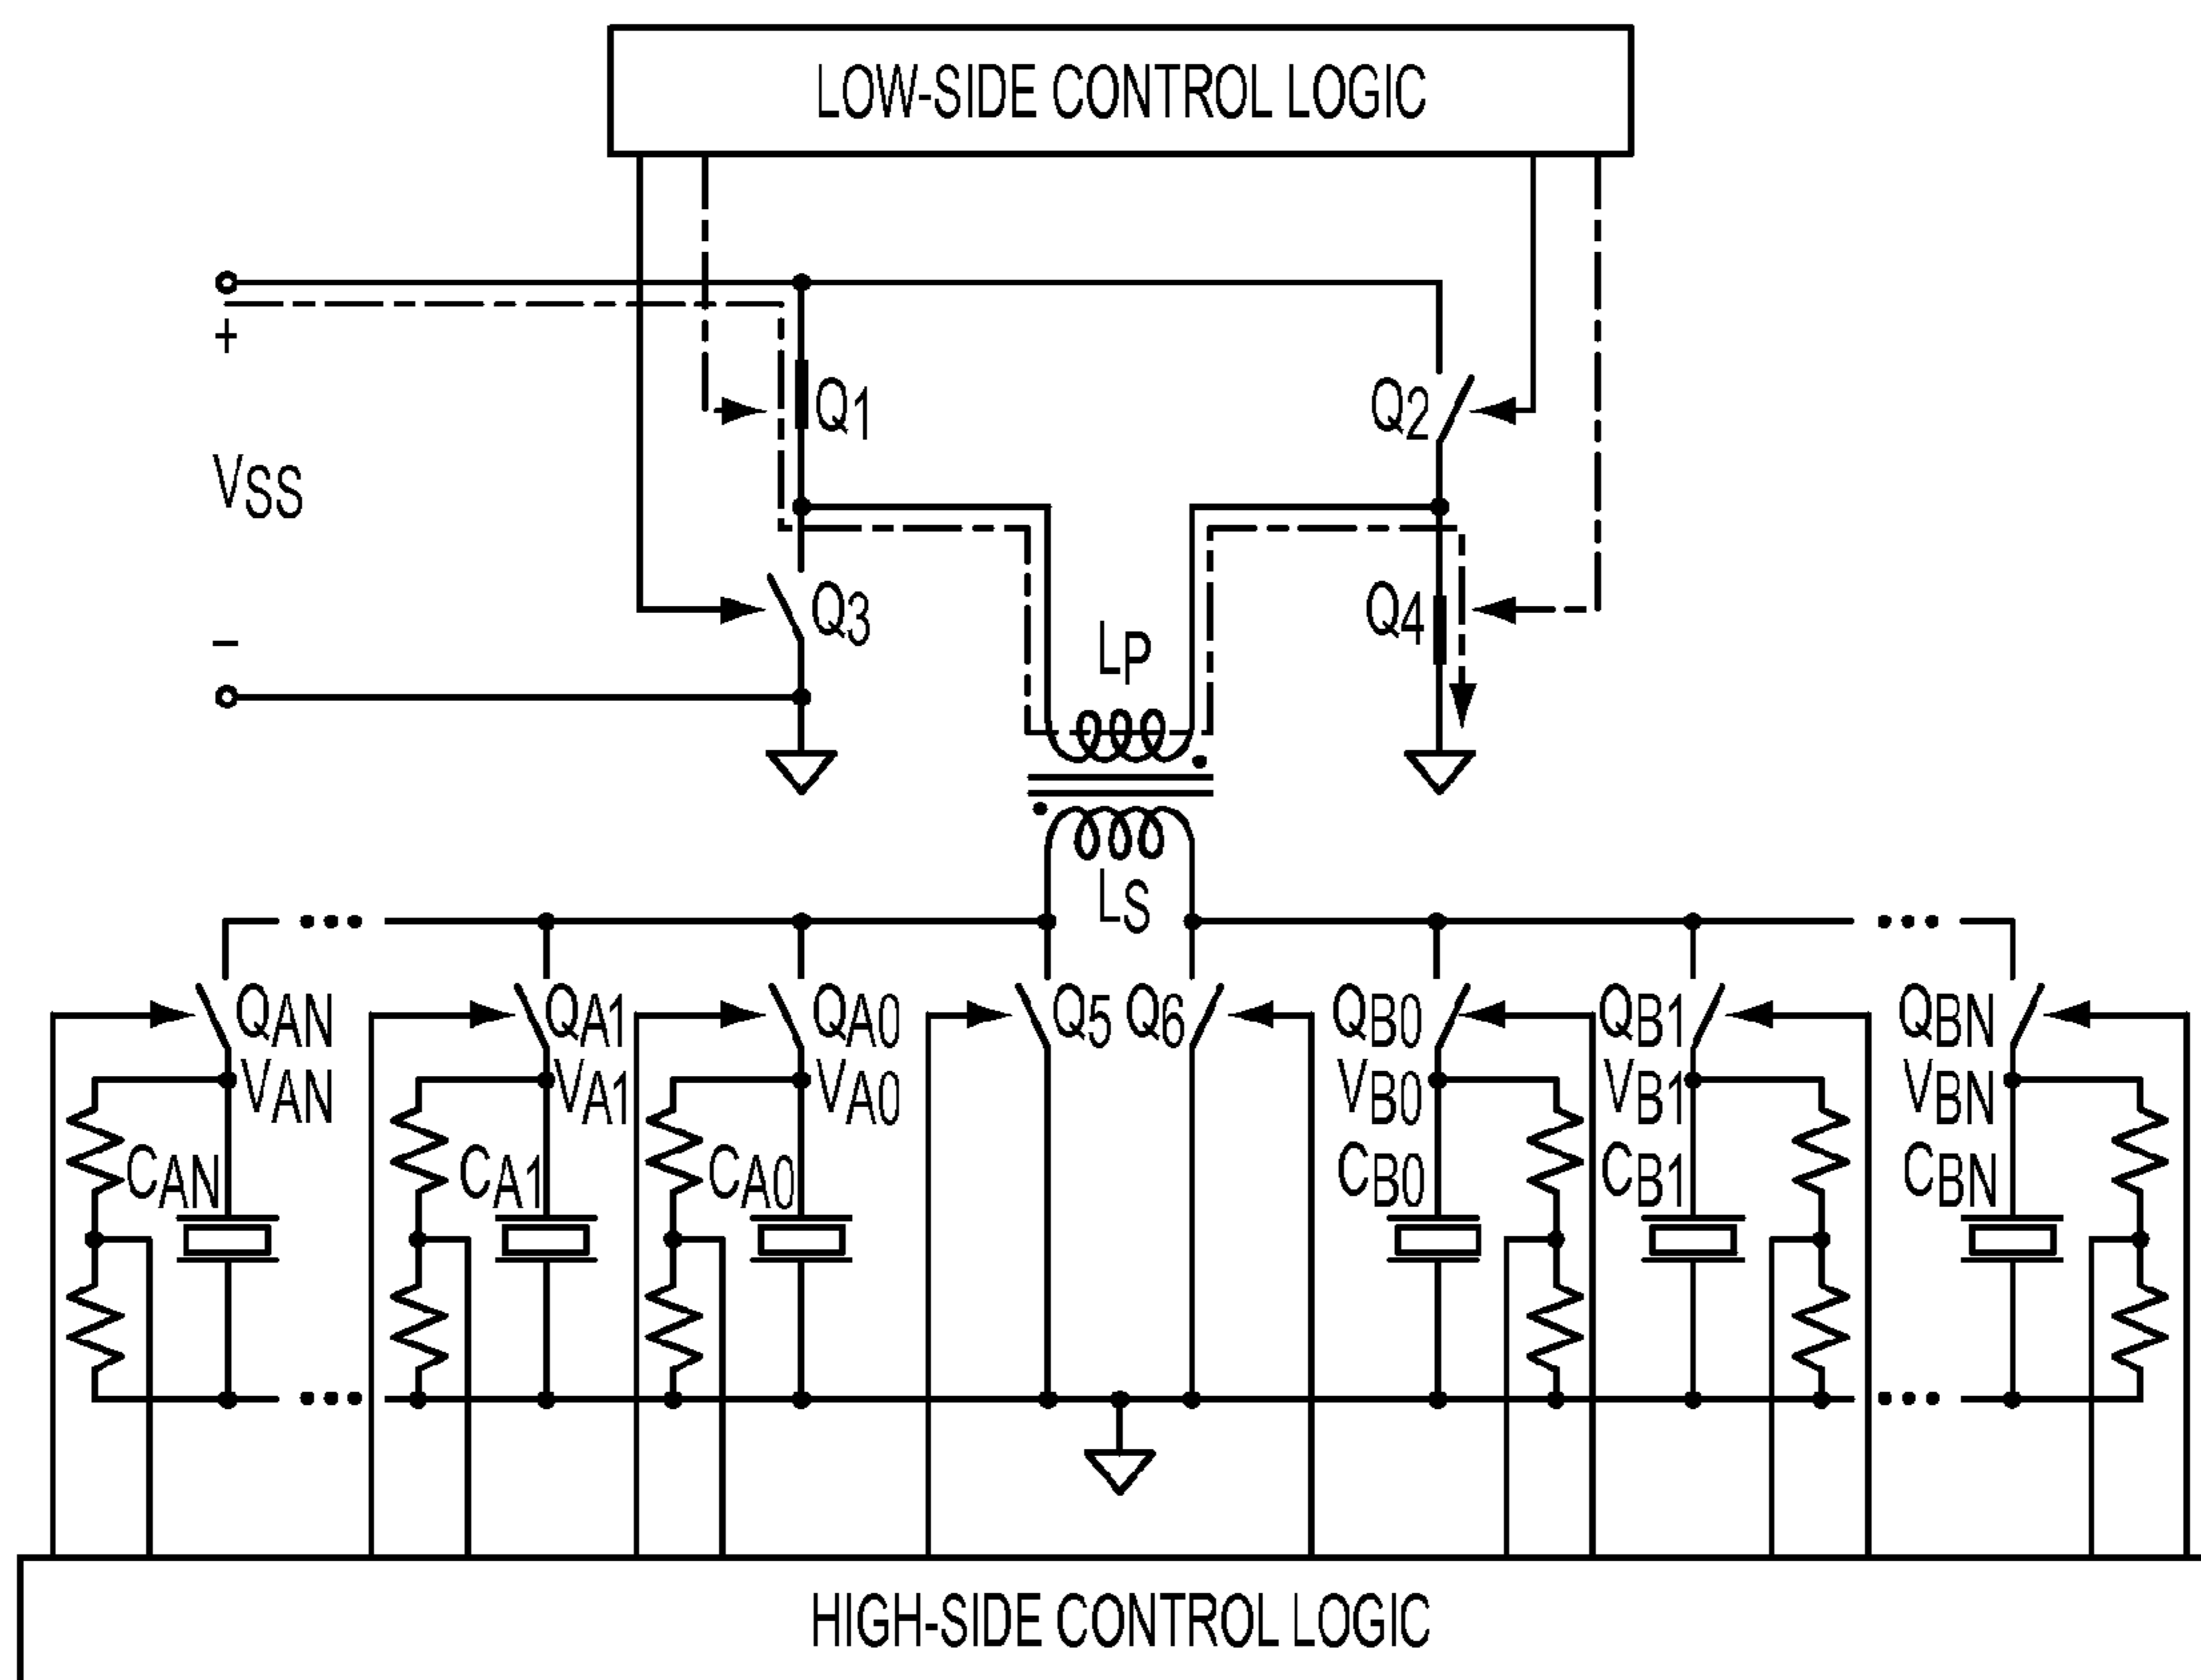 LOW-SIDE CONTROL LOGIC
+
Q1
Q2
VSS
Q3
Q4
−
LP
LS
QAN
QA1
QA0
Q5
Q6
QB0
QB1
QBN
VAN
VA1
VA0
VB0
VB1
VBN
CAN
CA1
CA0
CB0
CB1
CBN
HIGH-SIDE CONTROL LOGIC